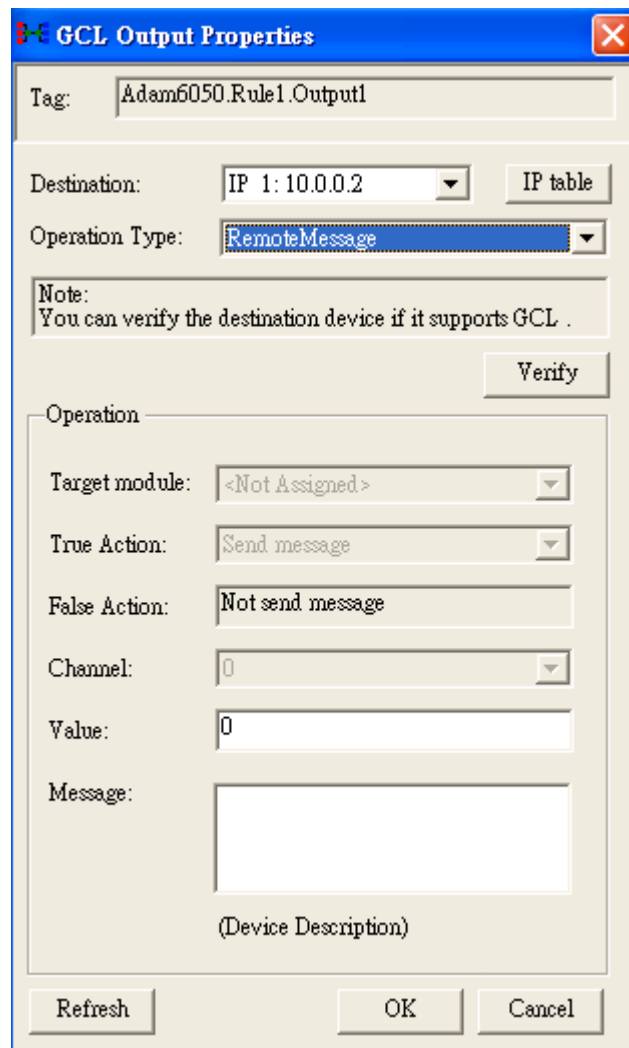 GCL Output Properties
Tag: Adam6050.Rule1.Output1
Destination: IP 1: 10.0.0.2 IP table
Operation Type: RemoteMessage
Note:
You can verify the destination device if it supports GCL .
Verify
Operation
Target module: <Not Assigned>
True Action: Send message
False Action: Not send message
Channel: 0
Value: 0
Message:
(Device Description)
Refresh OK Cancel